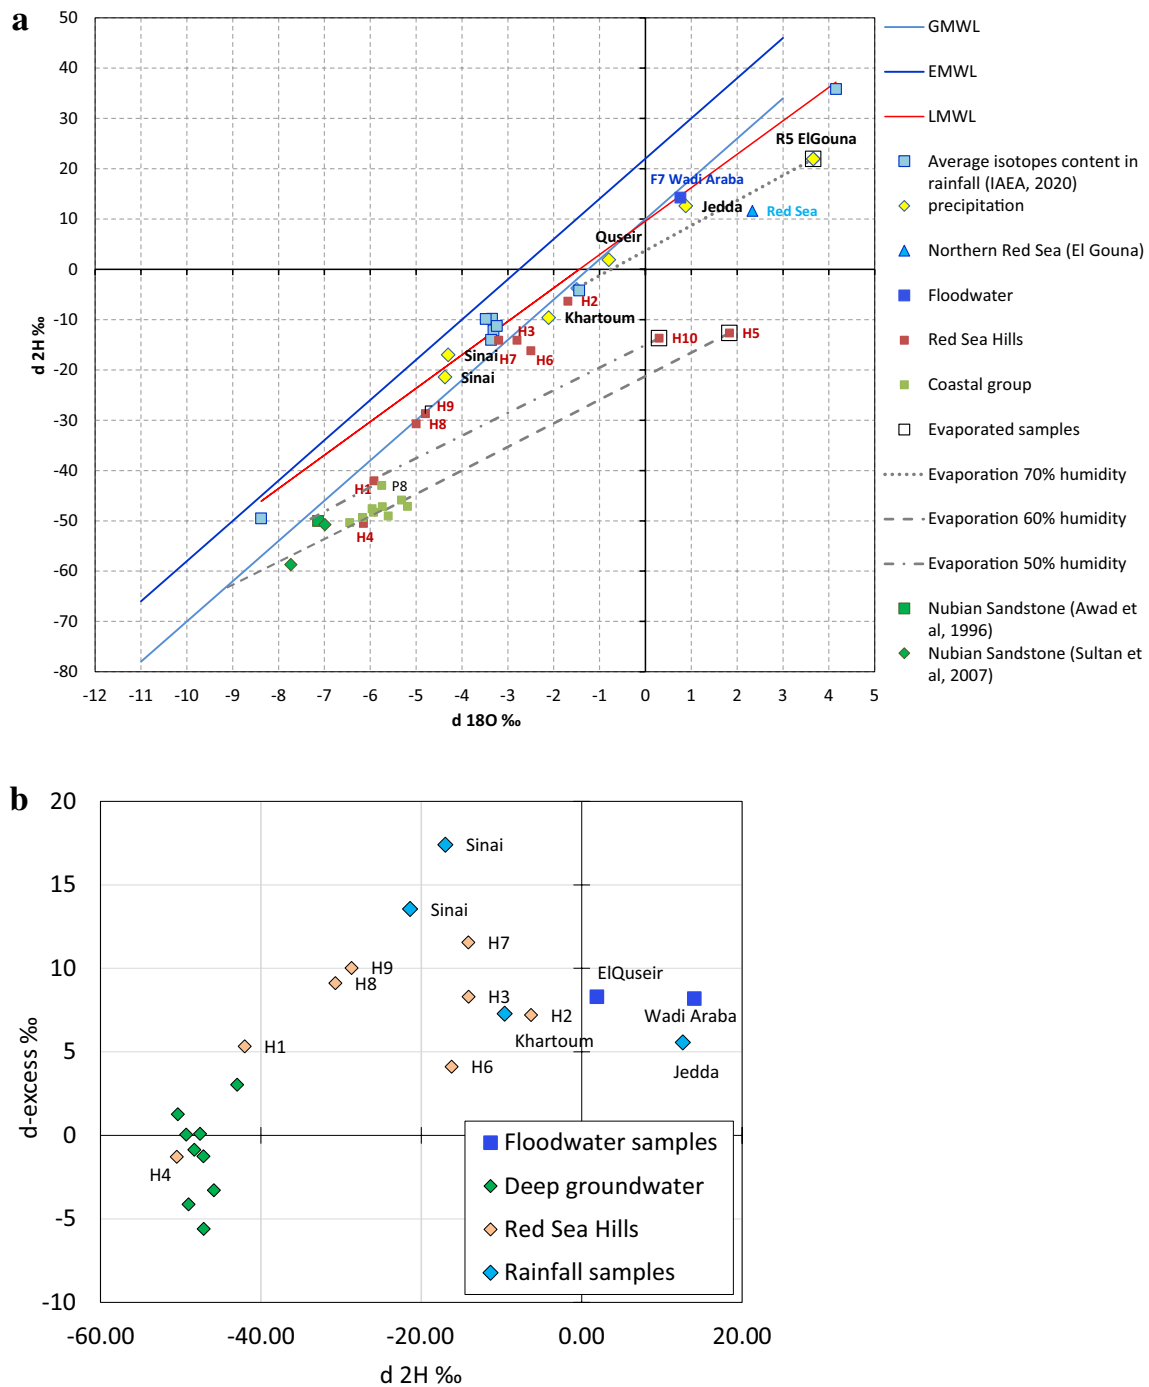 a
50
40
30
20
10
0
-10
-20
-30
-40
-50
-60
-70
-80
d 2H ‰
-12 -11 -10 -9 -8 -7 -6 -5 -4 -3 -2 -1 0 1 2 3 4 5
d 18O ‰
R5 ElGouna
F7 Wadi Araba
Jedda
Red Sea
Quseir
H2
Khartoum
H3
H7
H6
H10
H5
Sinai
Sinai
H9
H8
H1
P8
H4
GMWL
EMWL
LMWL
Average isotopes content in
rainfall (IAEA, 2020)
precipitation
Northern Red Sea (El Gouna)
Floodwater
Red Sea Hills
Coastal group
Evaporated samples
Evaporation 70% humidity
Evaporation 60% humidity
Evaporation 50% humidity
Nubian Sandstone (Awad et
al, 1996)
Nubian Sandstone (Sultan et
al, 2007)
b
20
15
10
5
0
-5
-10
d-excess ‰
Sinai
Sinai
H7
H9
H8
ElQuseir
H3
H2
Wadi Araba
Khartoum
H1
H6
Jedda
H4
Floodwater samples
Deep groundwater
Red Sea Hills
Rainfall samples
-60.00 -40.00 -20.00 0.00 20.00
d 2H ‰